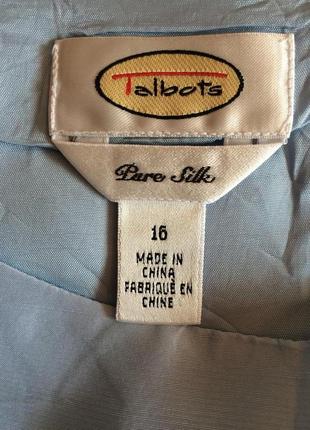 Talbots
Pure Silk
16
MADE IN
CHINA
FABRIQUÉ EN
CHINE